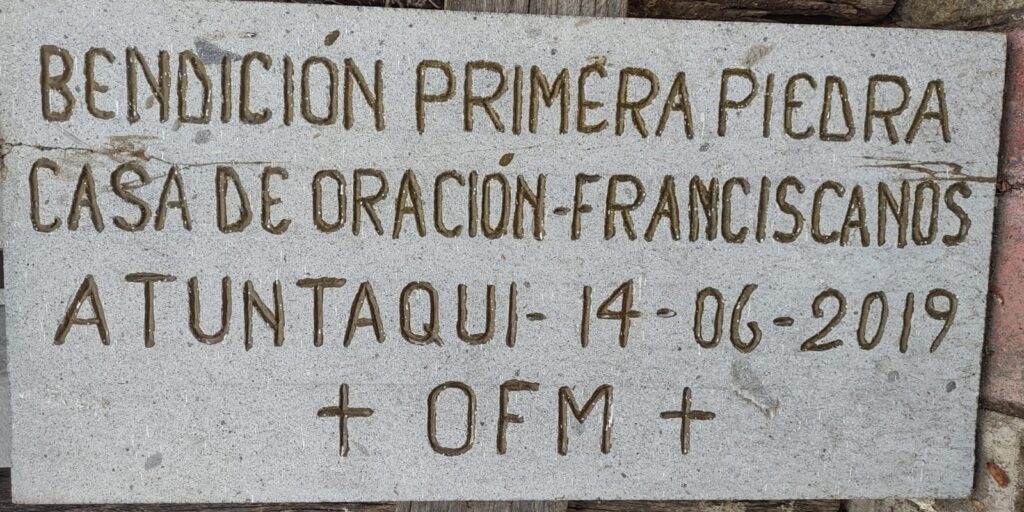 BENDICIÓN PRIMERA PIEDRA
CASA DE ORACIÓN-FRANCISCANOS
ATUNTAQUI- 14-06-2019
+ OFM +